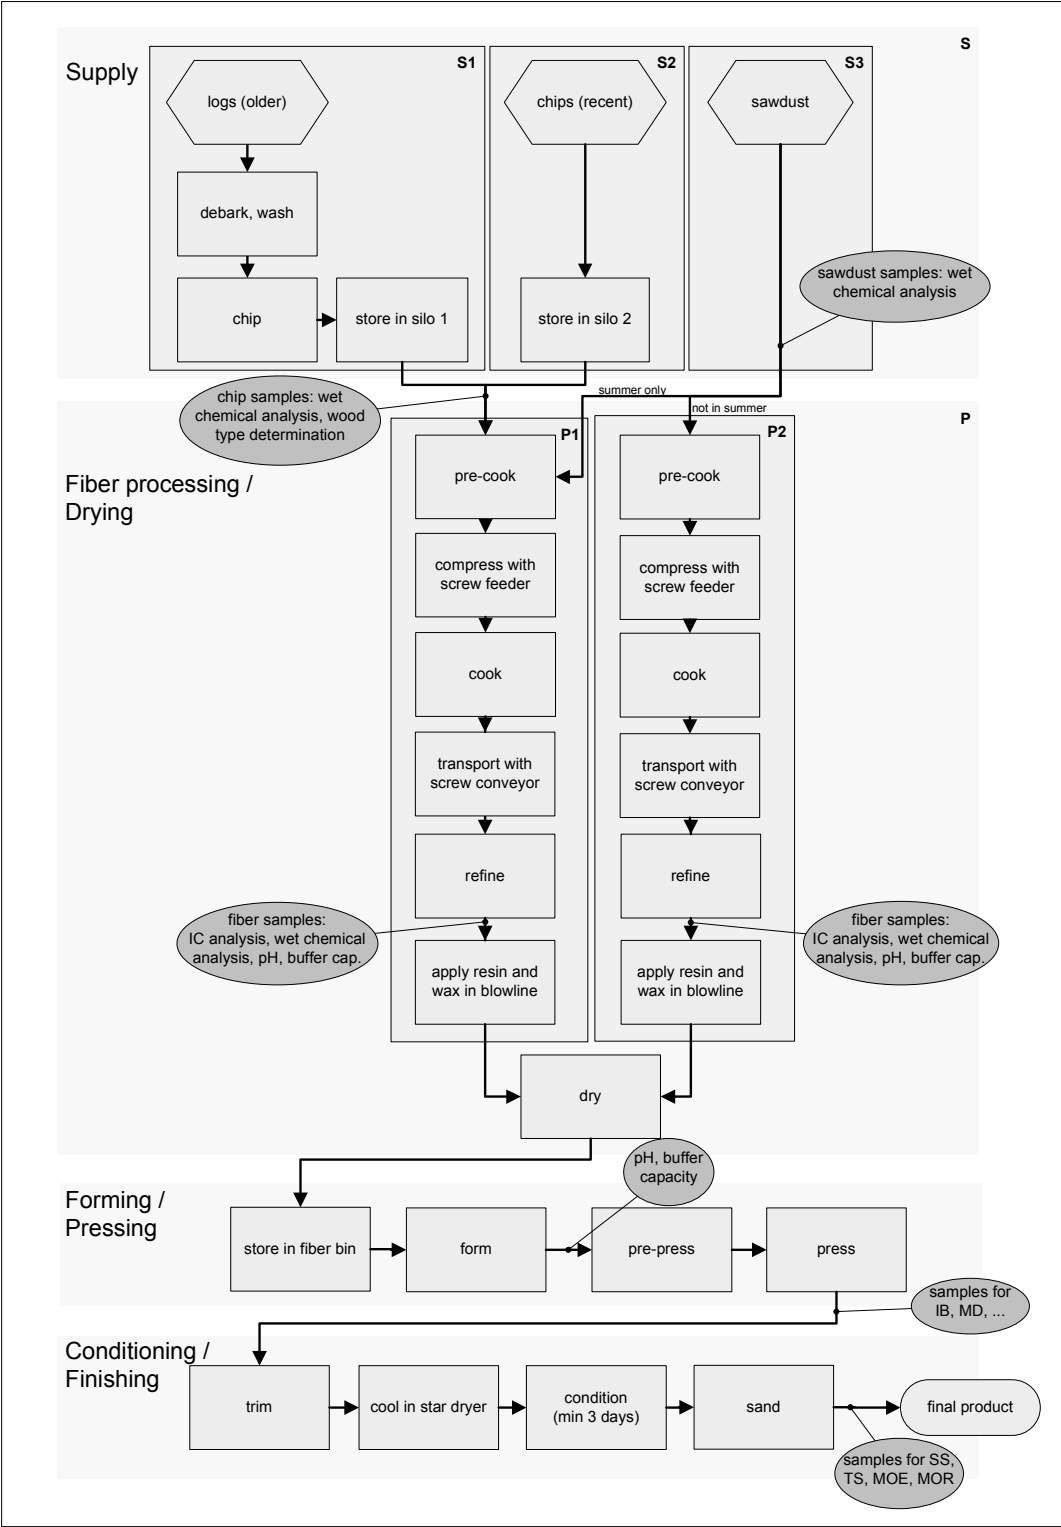 S
Supply
S1
S2
S3
logs (older)
chips (recent)
sawdust
debark, wash
sawdust samples: wet
chemical analysis
chip
store in silo 1
store in silo 2
chip samples: wet
chemical analysis, wood
type determination
summer only
not in summer
P
P1
P2
Fiber processing /
Drying
pre-cook
pre-cook
compress with
screw feeder
compress with
screw feeder
cook
cook
transport with
screw conveyor
transport with
screw conveyor
refine
refine
fiber samples:
IC analysis, wet chemical
analysis, pH, buffer cap.
fiber samples:
IC analysis, wet chemical
analysis, pH, buffer cap.
apply resin and
wax in blowline
apply resin and
wax in blowline
dry
pH, buffer
capacity
Forming /
Pressing
store in fiber bin
form
pre-press
press
samples for
IB, MD, ...
Conditioning /
Finishing
trim
cool in star dryer
condition
(min 3 days)
sand
final product
samples for SS,
TS, MOE, MOR